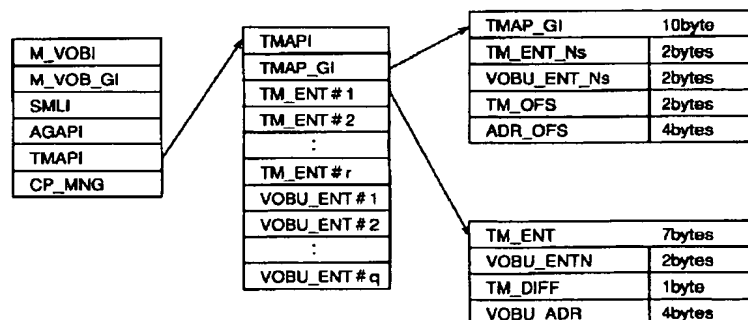 M_VOBI
M_VOB_GI
SMLI
AGAPI
TMAPI
CP_MNG
TMAPI
TMAP_GI
TM_ENT#1
TM_ENT#2
:
TM_ENT#r
VOBU_ENT#1
VOBU_ENT#2
:
VOBU_ENT#q
TMAP_GI 10byte
TM_ENT_Ns 2bytes
VOBU_ENT_Ns 2bytes
TM_OFS 2bytes
ADR_OFS 4bytes
TM_ENT 7bytes
VOBU_ENTN 2bytes
TM_DIFF 1byte
VOBU_ADR 4bytes